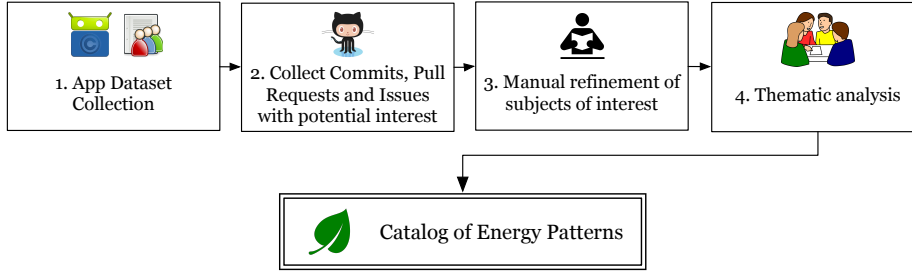 1. App Dataset
Collection
2. Collect Commits, Pull
Requests and Issues
with potential interest
3. Manual refinement of
subjects of interest
4. Thematic analysis
Catalog of Energy Patterns